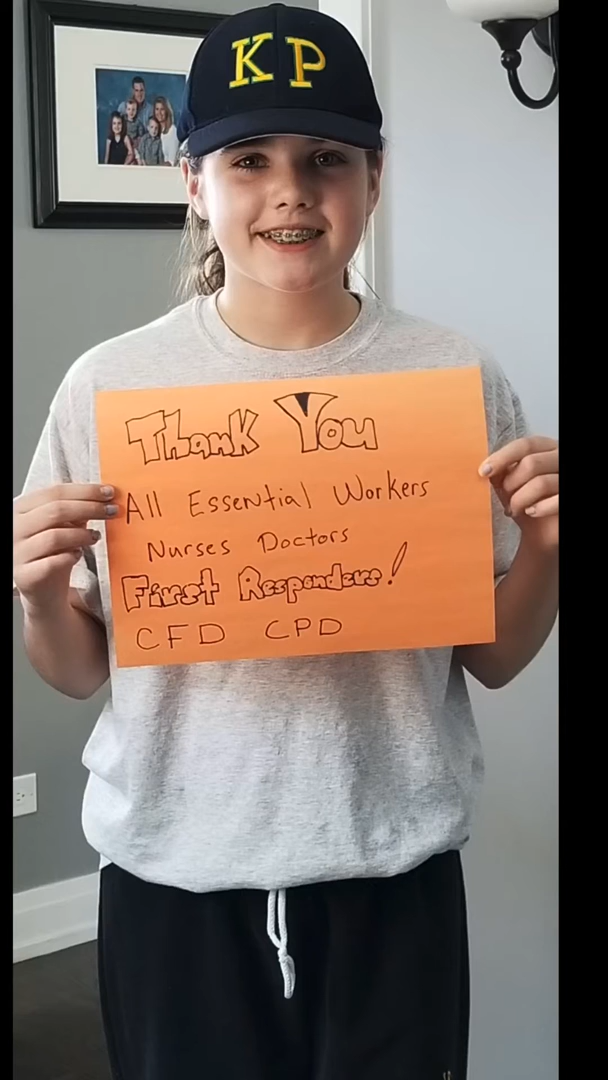 KP
Thank You
All Essential Workers
Nurses Doctors
First Responders!
CFD CPD